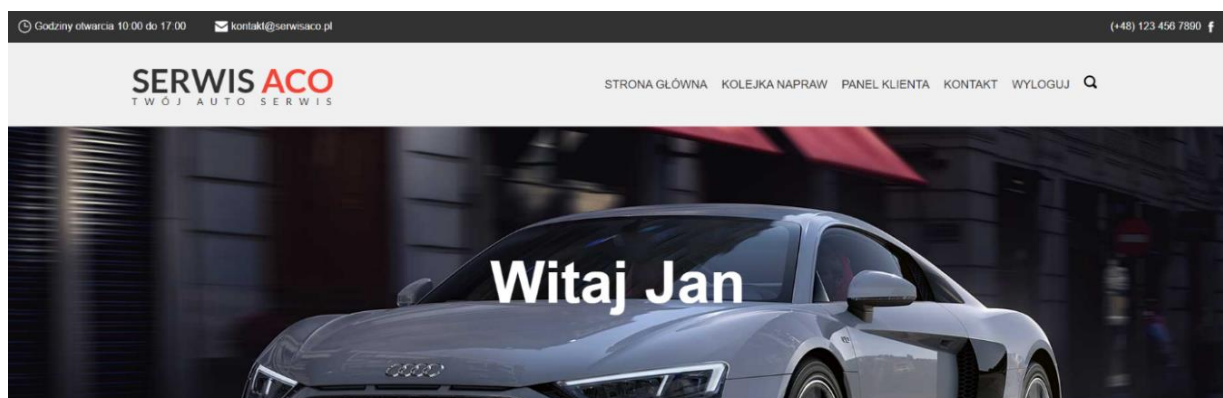 Godziny otwarcia 10:00 do 17:00 kontakt@serwisaco.pl (+48) 123 456 7890 f
SERWIS ACO
TWÓJ AUTO SERWIS
STRONA GŁÓWNA KOLEJKA NAPRAW PANEL KLIENTA KONTAKT WYLOGUJ
Witaj Jan